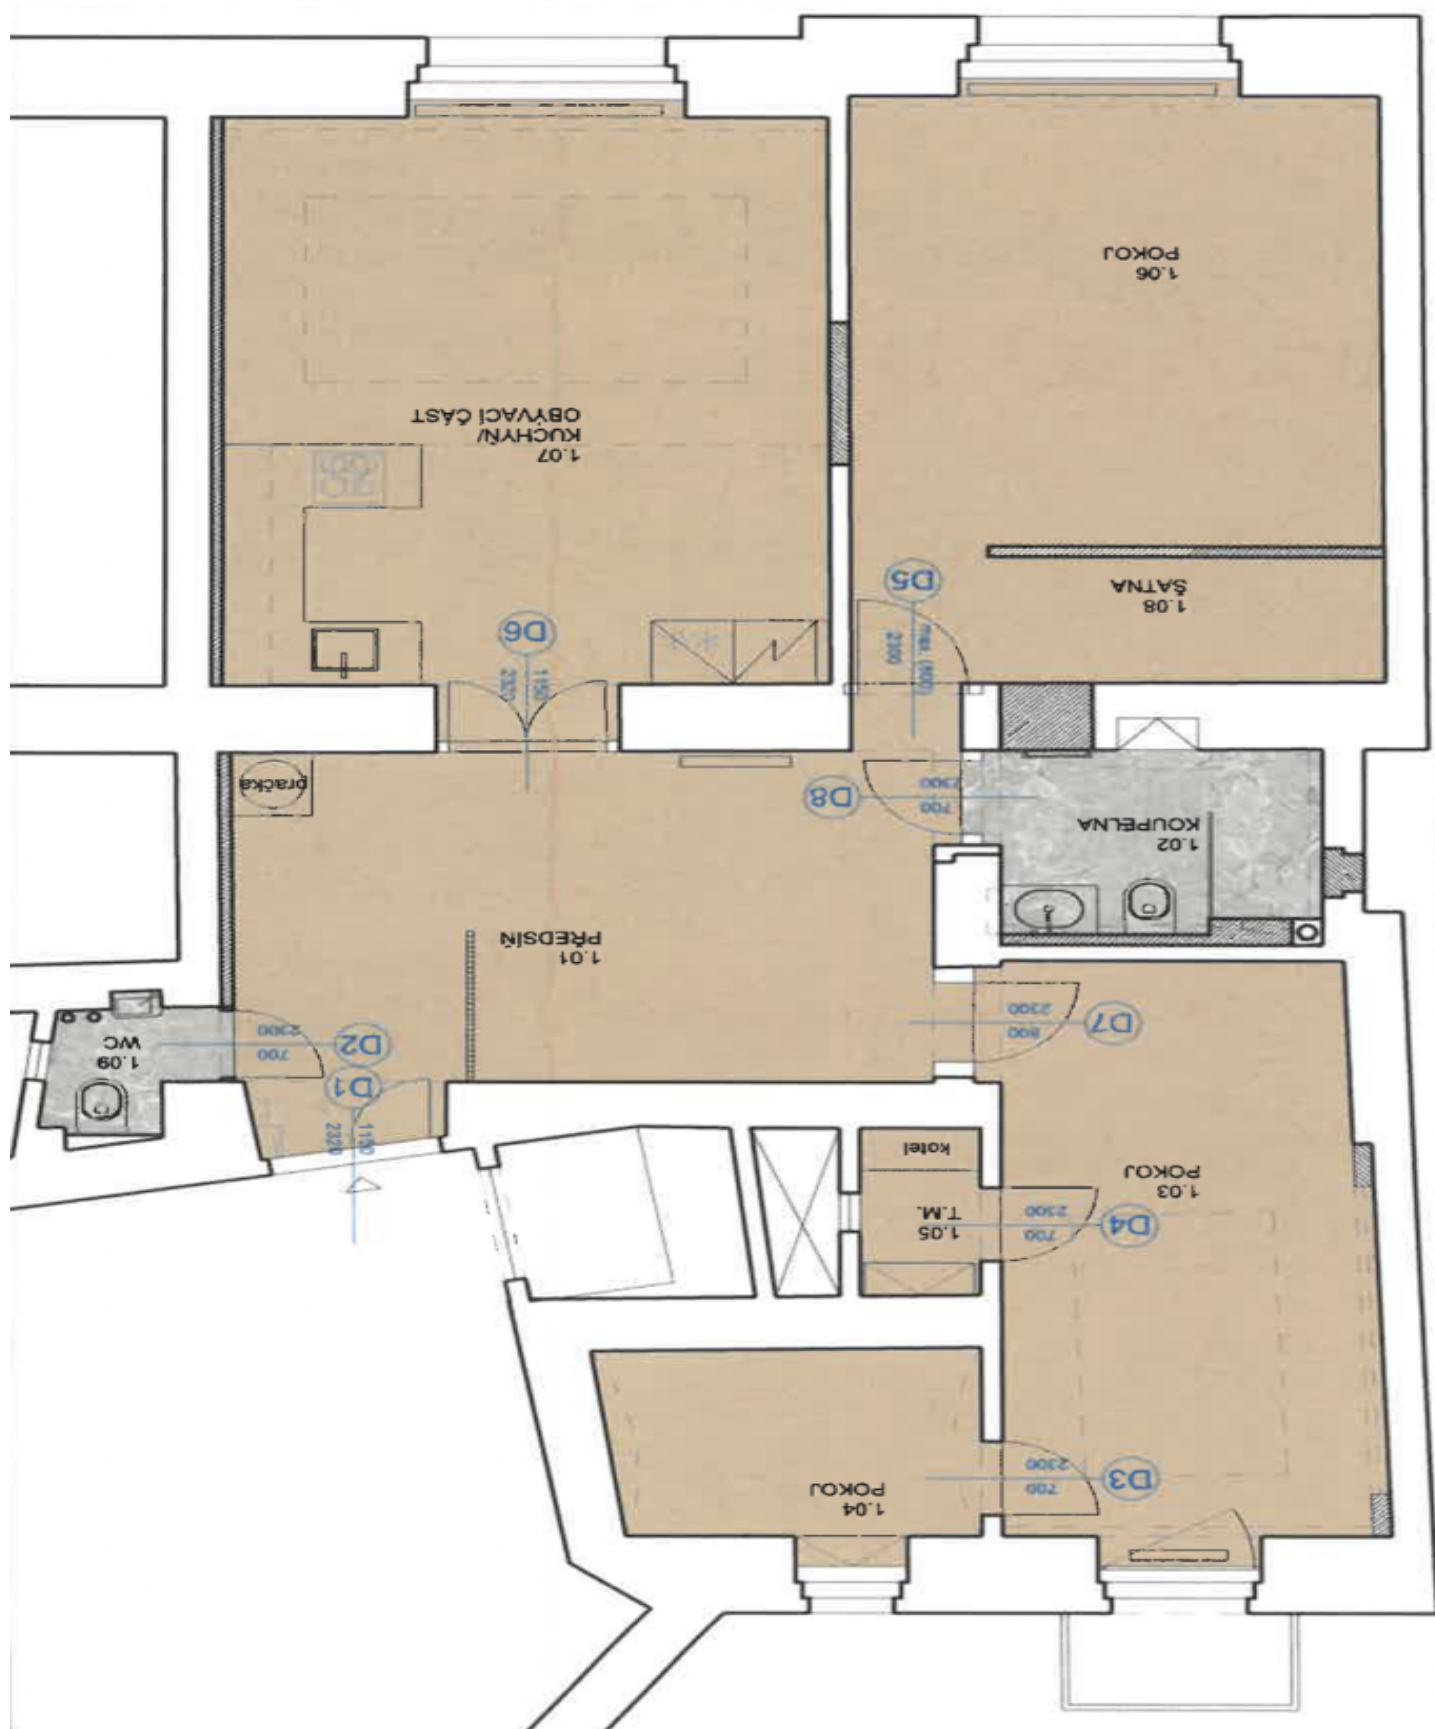 1.03
POKOJ
D3
700
2300
1.04
POKOJ
D4
700
2300
1.05
T.M.
kotel
D7
800
2300
D1
1150
2320
D2
700
2300
1.09
WC
1.01
PŘEDSÍŇ
1.02
KOUPELNA
D8
700
2300
pračka
D6
1150
2320
D5
max. (800)
2300
1.08
ŠATNA
1.07
KUCHYŇ/
OBÝVACÍ ČÁST
1.06
POKOJ